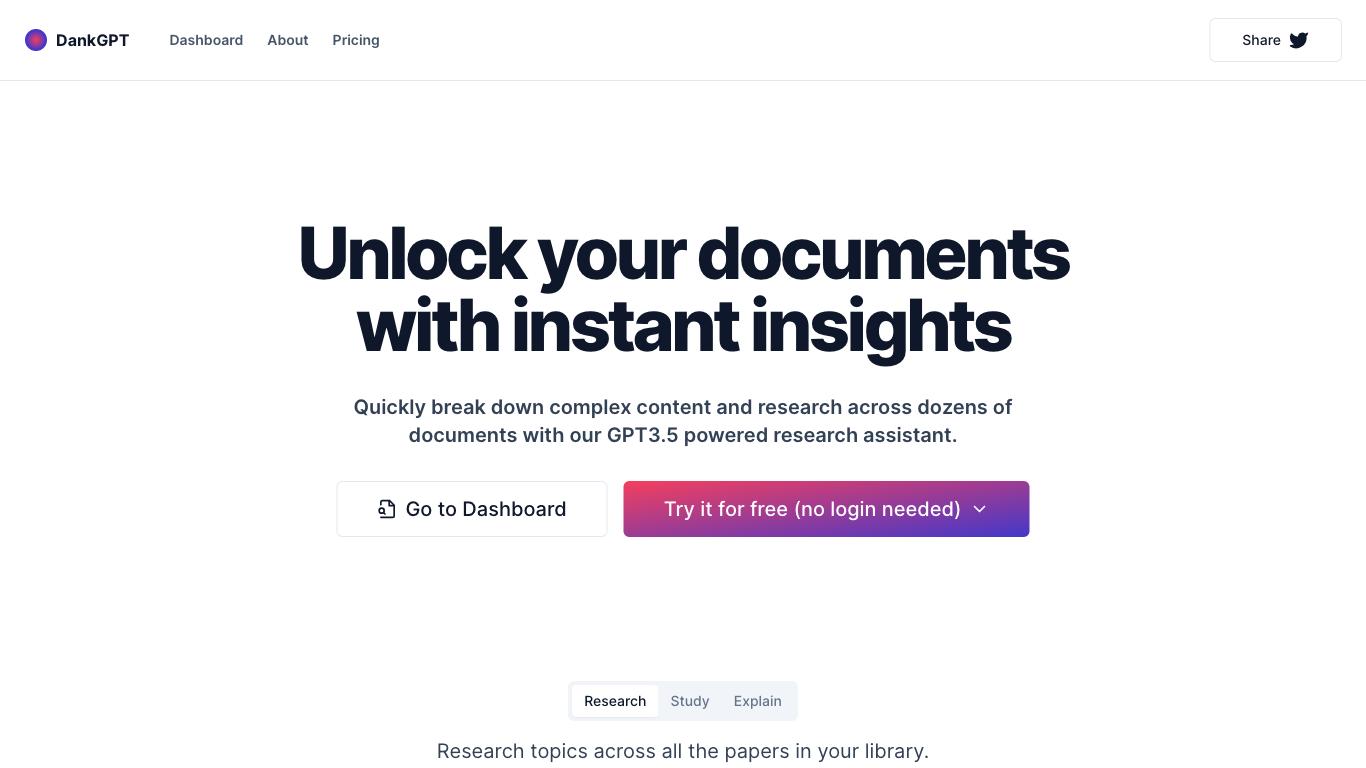 DankGPT
Dashboard
About
Pricing
Share
Unlock your documents
with instant insights
Quickly break down complex content and research across dozens of
documents with our GPT3.5 powered research assistant.
Go to Dashboard
Try it for free (no login needed)
Research
Study
Explain
Research topics across all the papers in your library.